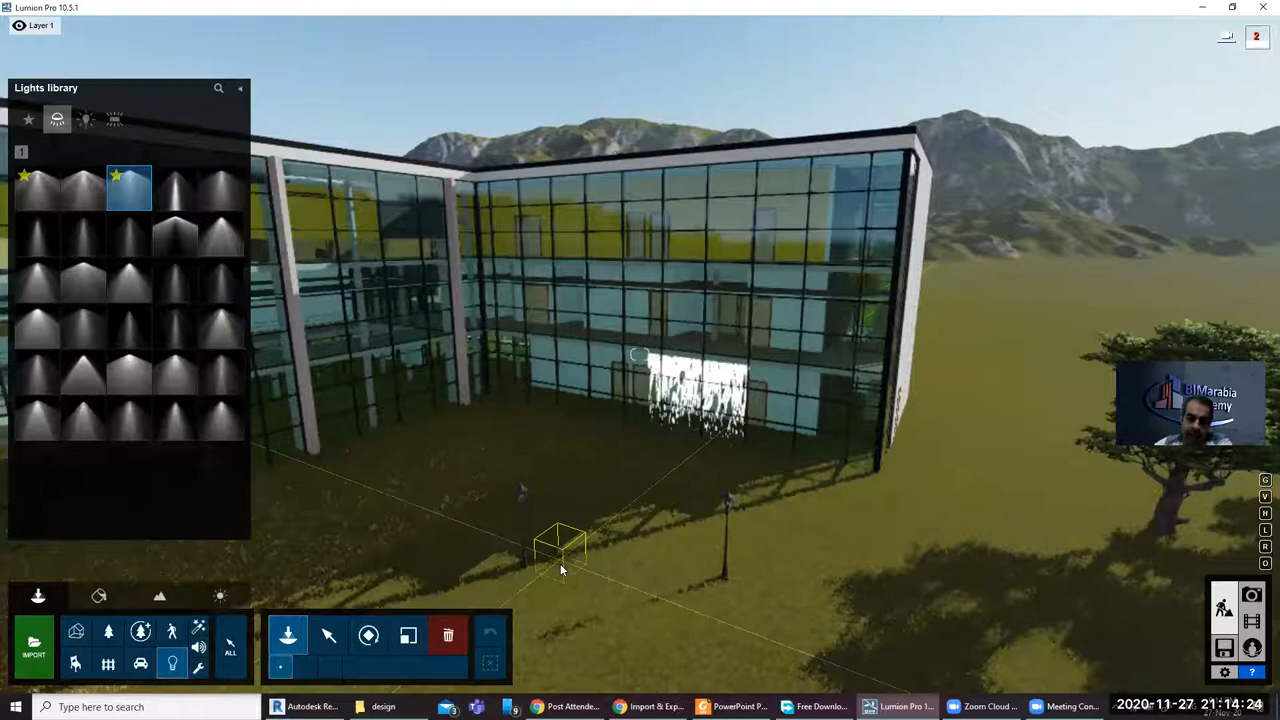 Lumion Pro 10.5.1
Layer 1
2
Lights library
1
BIMarabia
G
V
H
I
R
O
IMPORT
ALL
?
Type here to search
Autodesk Re...
design
3
9
Post Attende...
Import & Exp...
PowerPoint P...
Free Downlo...
Lumion Pro 1...
Zoom Cloud ...
Meeting Con...
2020-11-27 21:14:24